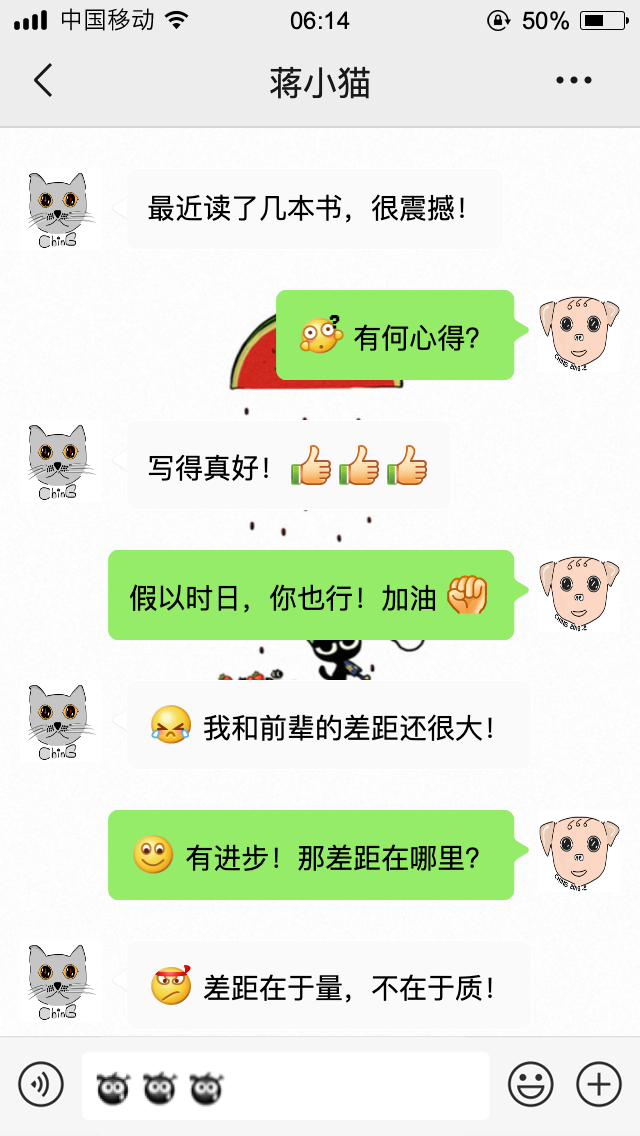 中国移动 06:14 50%
蒋小猫
最近读了几本书，很震撼！
有何心得？
写得真好！
假以时日，你也行！加油
我和前辈的差距还很大！
有进步！那差距在哪里？
差距在于量，不在于质！